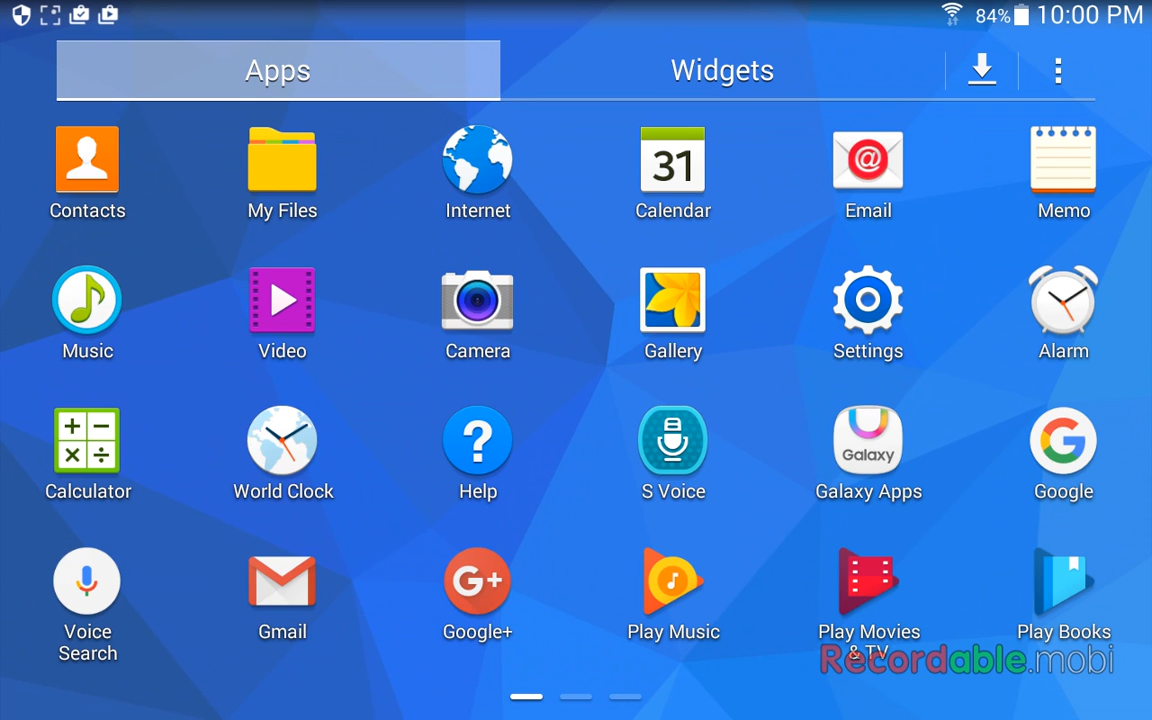 84% 10:00 PM
Apps Widgets
31 @
Contacts My Files Internet Calendar Email Memo
Music Video Camera Gallery Settings Alarm
+ − ? Galaxy G
× ÷
Calculator World Clock Help S Voice Galaxy Apps Google
G+
Voice Gmail Google+ Play Music Play Movies Play Books
Search & TV
Recordable.mobi